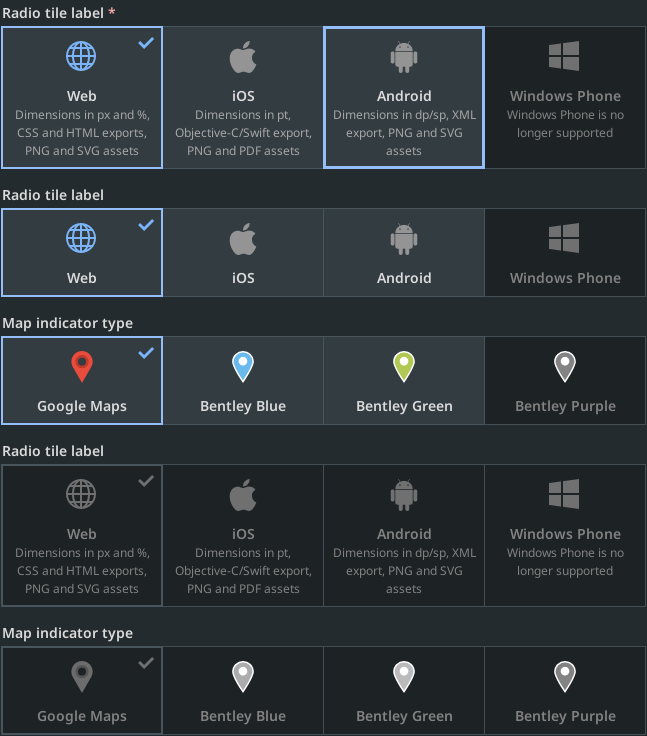 Radio tile label *
Web
Dimensions in px and %,
CSS and HTML exports,
PNG and SVG assets
iOS
Dimensions in pt,
Objective-C/Swift export,
PNG and PDF assets
Android
Dimensions in dp/sp, XML
export, PNG and SVG
assets
Windows Phone
Windows Phone is no
longer supported
Radio tile label
Web
iOS
Android
Windows Phone
Map indicator type
Google Maps
Bentley Blue
Bentley Green
Bentley Purple
Radio tile label
Web
Dimensions in px and %,
CSS and HTML exports,
PNG and SVG assets
iOS
Dimensions in pt,
Objective-C/Swift export,
PNG and PDF assets
Android
Dimensions in dp/sp, XML
export, PNG and SVG
assets
Windows Phone
Windows Phone is no
longer supported
Map indicator type
Google Maps
Bentley Blue
Bentley Green
Bentley Purple